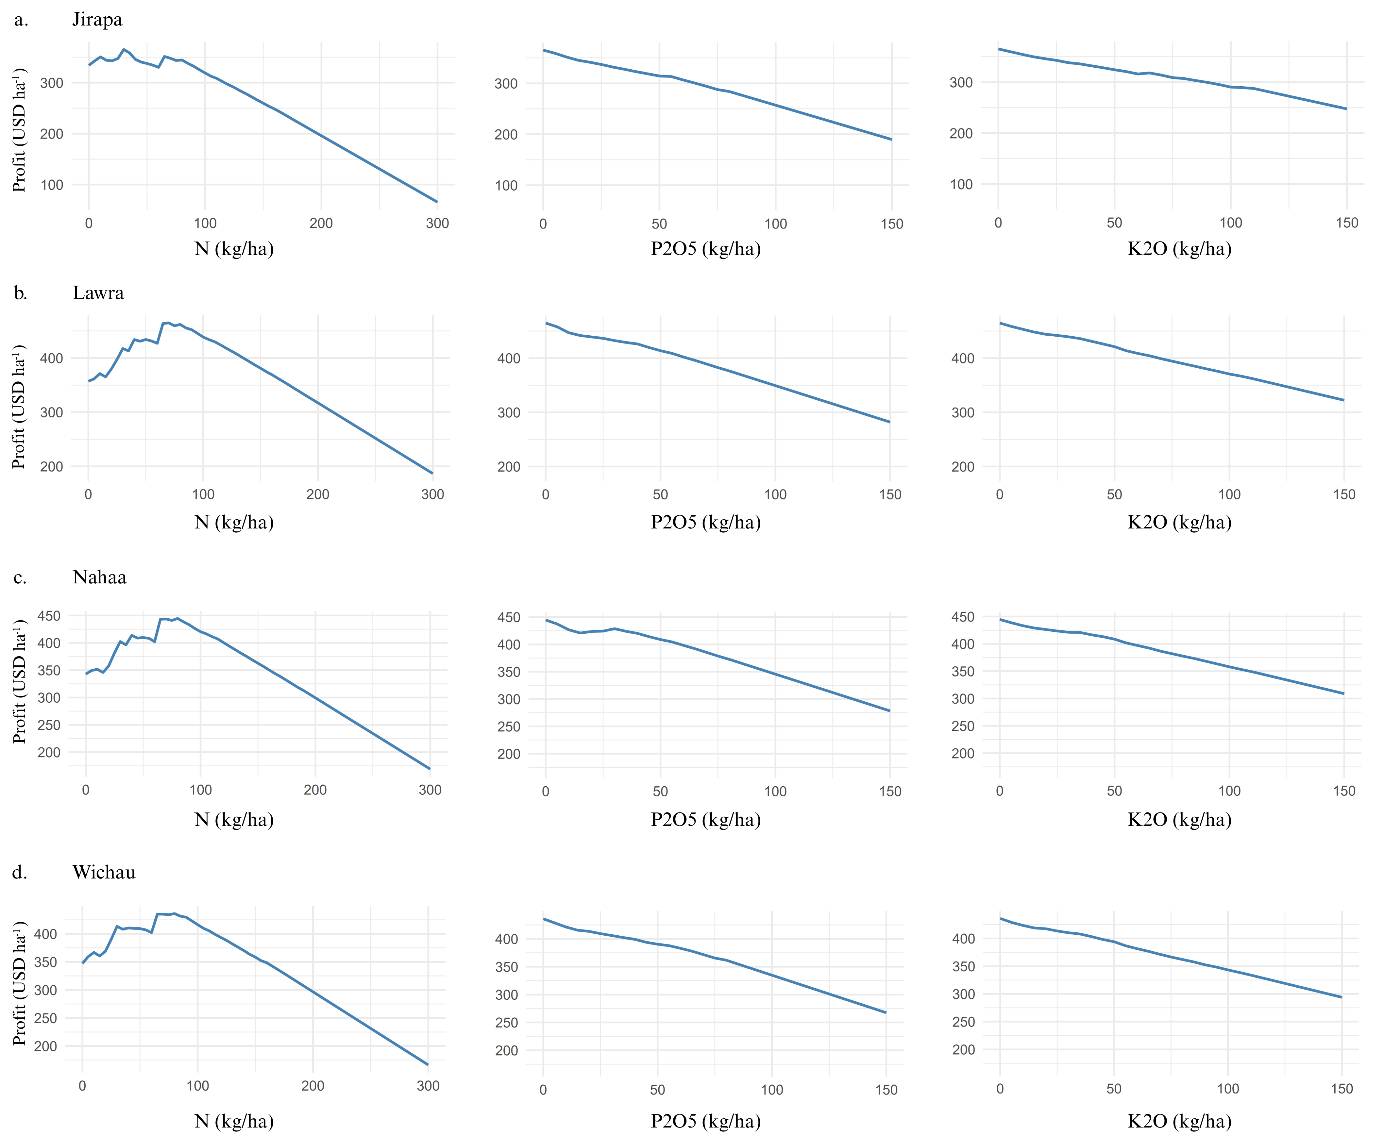 a. Jirapa
Profit (USD ha⁻¹)
300
200
100
0 100 200 300
N (kg/ha)
300
200
100
0 50 100 150
P2O5 (kg/ha)
300
200
100
0 50 100 150
K2O (kg/ha)
b. Lawra
Profit (USD ha⁻¹)
400
300
200
0 100 200 300
N (kg/ha)
400
300
200
0 50 100 150
P2O5 (kg/ha)
400
300
200
0 50 100 150
K2O (kg/ha)
c. Nahaa
Profit (USD ha⁻¹)
450
400
350
300
250
200
0 100 200 300
N (kg/ha)
450
400
350
300
250
200
0 50 100 150
P2O5 (kg/ha)
450
400
350
300
250
200
0 50 100 150
K2O (kg/ha)
d. Wichau
Profit (USD ha⁻¹)
400
350
300
250
200
0 100 200 300
N (kg/ha)
400
350
300
250
200
0 50 100 150
P2O5 (kg/ha)
400
350
300
250
200
0 50 100 150
K2O (kg/ha)